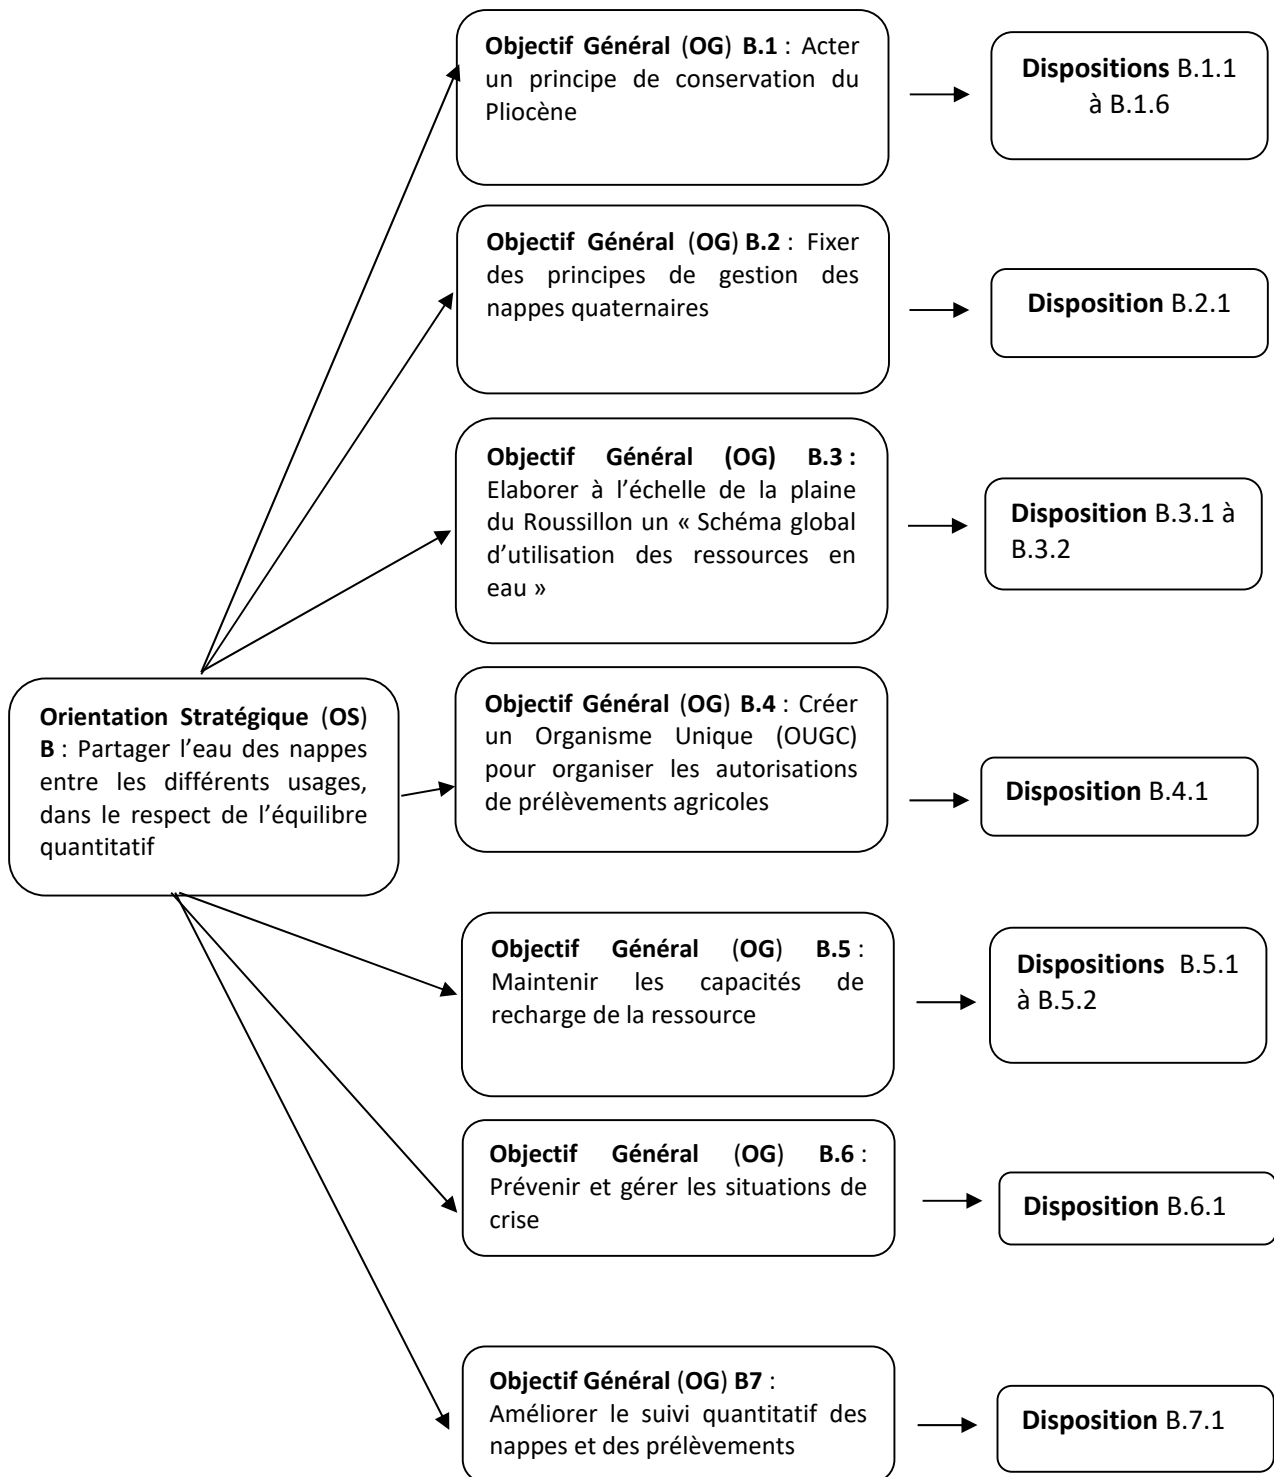 Objectif Général (OG) B.1 : Acter
un principe de conservation du
Pliocène
Dispositions B.1.1
à B.1.6
Objectif Général (OG) B.2 : Fixer
des principes de gestion des
nappes quaternaires
Disposition B.2.1
Objectif Général (OG) B.3 :
Elaborer à l’échelle de la plaine
du Roussillon un « Schéma global
d’utilisation des ressources en
eau »
Disposition B.3.1 à
B.3.2
Orientation Stratégique (OS)
B : Partager l’eau des nappes
entre les différents usages,
dans le respect de l’équilibre
quantitatif
Objectif Général (OG) B.4 : Créer
un Organisme Unique (OUGC)
pour organiser les autorisations
de prélèvements agricoles
Disposition B.4.1
Objectif Général (OG) B.5 :
Maintenir les capacités de
recharge de la ressource
Dispositions B.5.1
à B.5.2
Objectif Général (OG) B.6 :
Prévenir et gérer les situations de
crise
Disposition B.6.1
Objectif Général (OG) B7 :
Améliorer le suivi quantitatif des
nappes et des prélèvements
Disposition B.7.1